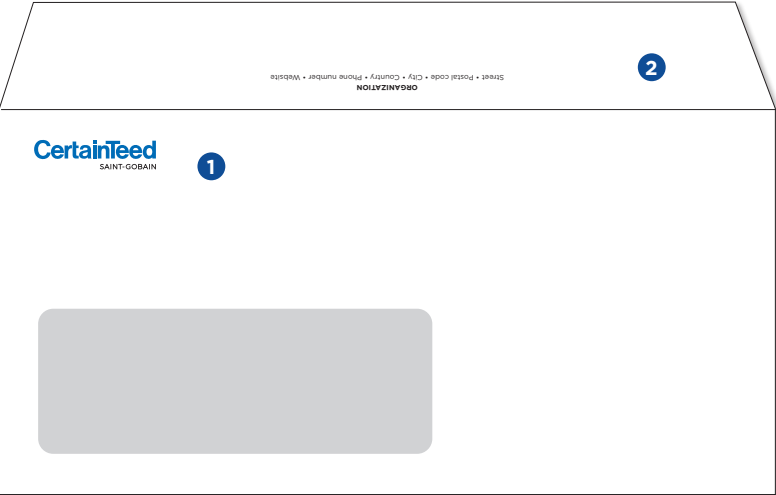 ORGANIZATION
Street • Postal code • City • Country • Phone number • Website
2
CertainTeed
SAINT-GOBAIN
1